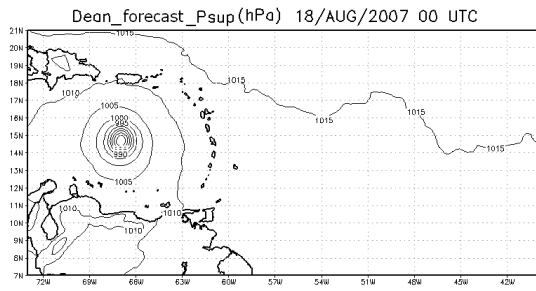 Dean_forecast_Psup(hPa) 18/AUG/2007 00 UTC
21N
1015
20N
19N
18N
1015
1015
17N
1010
16N
1005
1015
15N
1000
995
14N
990
1015
13N
12N
1005
11N
1010
1010
10N
1010
9N
8N
7N
72W 69W 66W 63W 60W 57W 54W 51W 48W 45W 42W